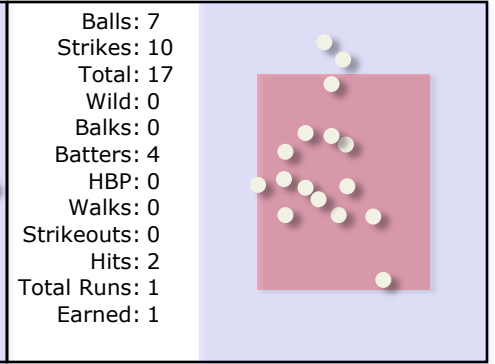 Balls: 7
Strikes: 10
Total: 17
Wild: 0
Balks: 0
Batters: 4
HBP: 0
Walks: 0
Strikeouts: 0
Hits: 2
Total Runs: 1
Earned: 1